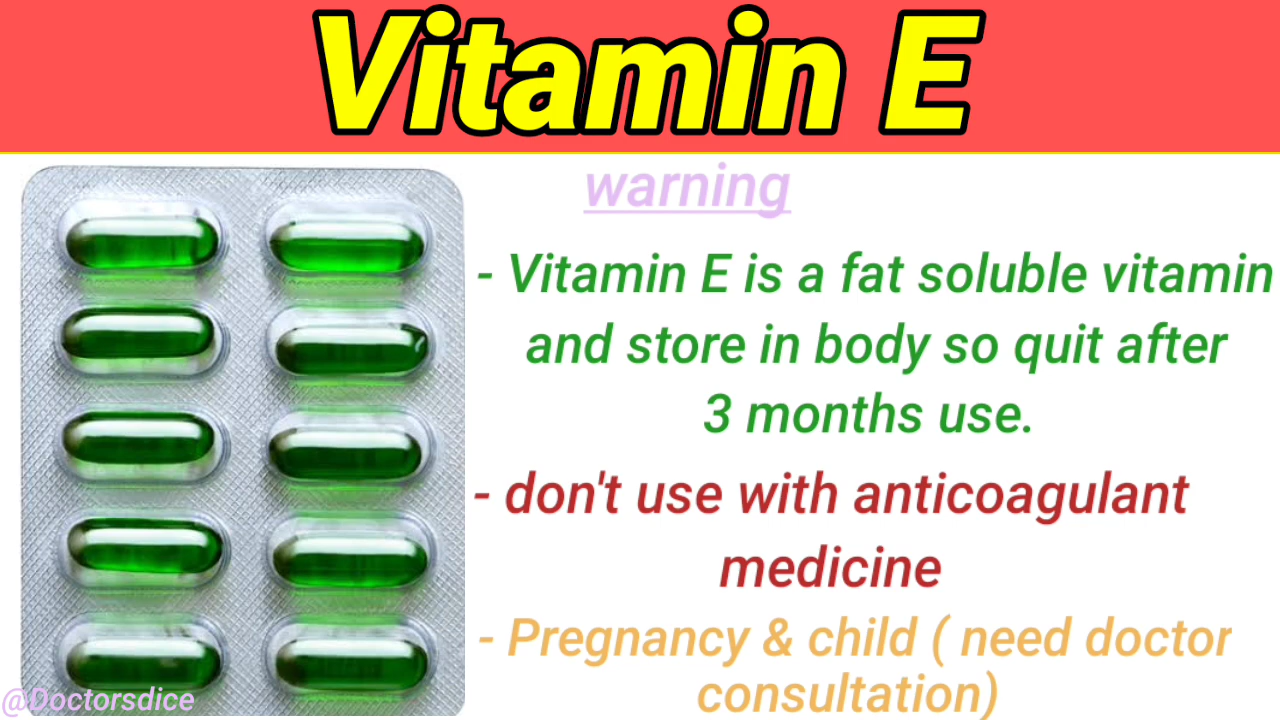 Vitamin E
warning
- Vitamin E is a fat soluble vitamin
and store in body so quit after
3 months use.
- don't use with anticoagulant
medicine
- Pregnancy & child ( need doctor
consultation)
@Doctorsdice